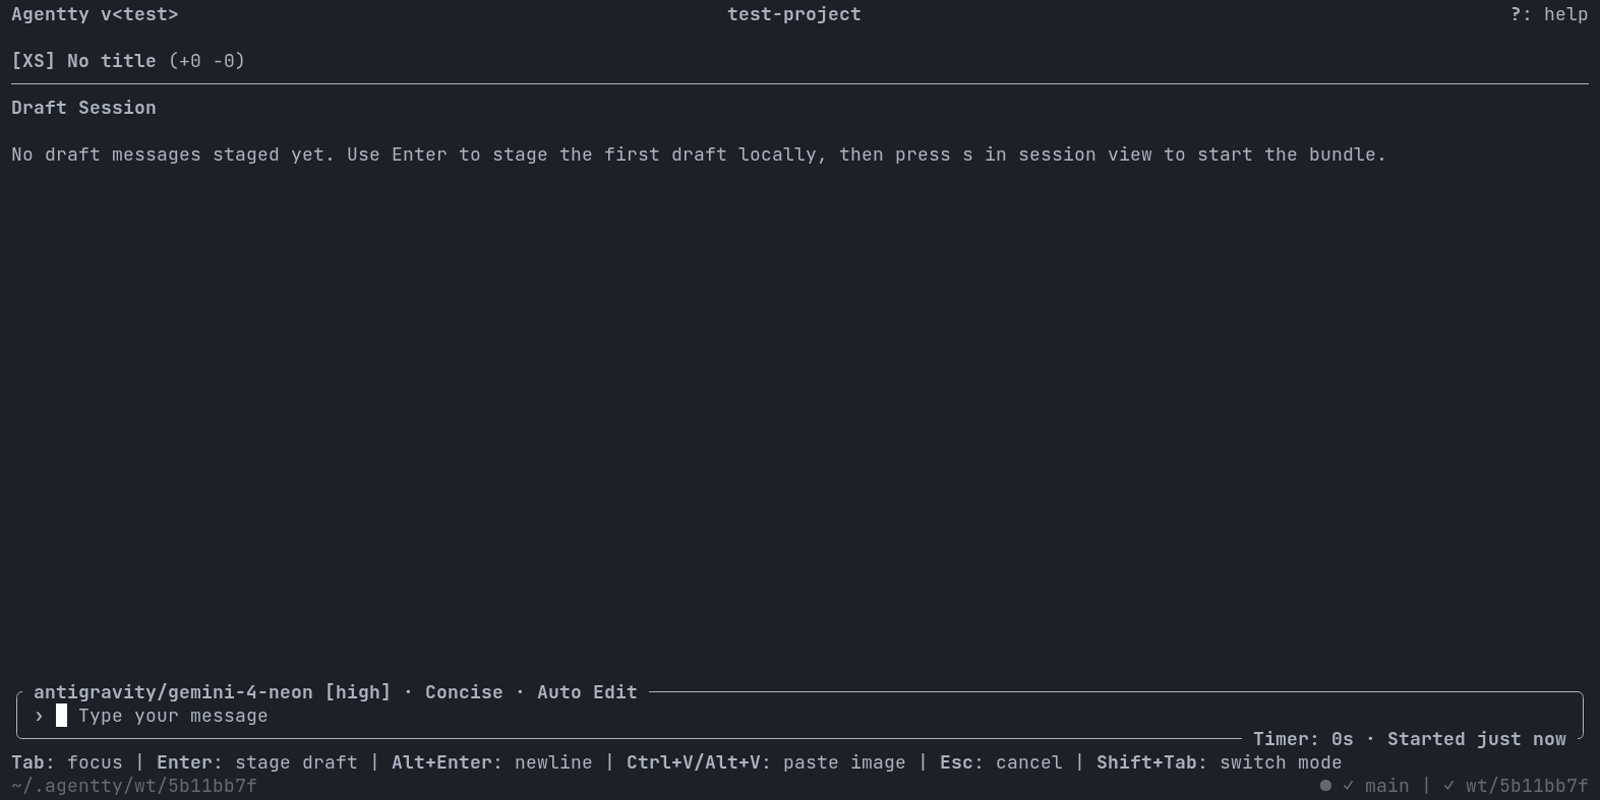 Agentty v<test> test-project ?: help
[XS] No title (+0 -0)
Draft Session
No draft messages staged yet. Use Enter to stage the first draft locally, then press s in session view to start the bundle.
antigravity/gemini-4-neon [high] · Concise · Auto Edit
› Type your message
Timer: 0s · Started just now
Tab: focus | Enter: stage draft | Alt+Enter: newline | Ctrl+V/Alt+V: paste image | Esc: cancel | Shift+Tab: switch mode
~/.agentty/wt/5b11bb7f ● ✓ main | ✓ wt/5b11bb7f